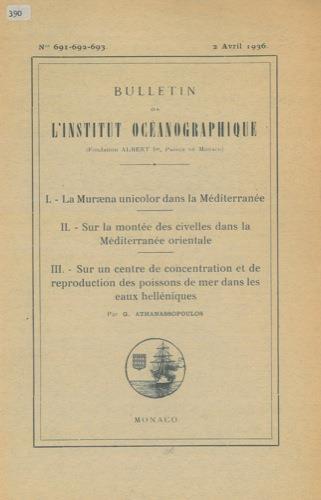 390
Nos 691-692-693.
2 Avril 1936.
BULLETIN
DE
L'INSTITUT OCÉANOGRAPHIQUE
(Fondation ALBERT Ier, Prince de Monaco)
I. - La Muræna unicolor dans la Méditerranée
II. - Sur la montée des civelles dans la
Méditerranée orientale
III. - Sur un centre de concentration et de
reproduction des poissons de mer dans les
eaux helléniques
Par G. ATHANASSOPOULOS
MONACO